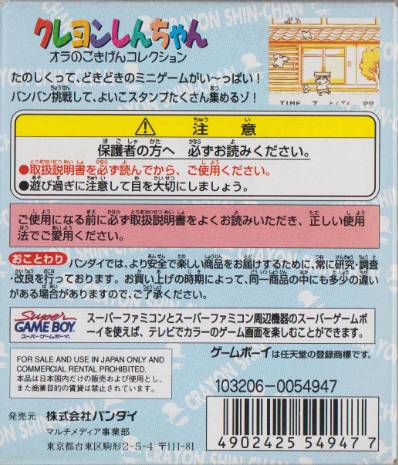 クレヨンしんちゃん
オラのごきげんコレクション
たのしくって、どきどきのミニゲームがい〜っぱい!
バンバン挑戦して、よいこスタンプたくさん集めるゾ!
注意
保護者の方へ 必ずお読みください。
●取扱説明書を必ず読んでから、ご使用ください。
●遊び過ぎに注意して目を大切にしましょう。
ご使用になる前に必ず取扱説明書をよくお読みいただき、正しい使用
法でご愛用ください。
おことわり バンダイでは、より安全で楽しい商品をお届けするために、常に研究・調査
・改良を行っております。お買い上げの時期によって、同一商品の中にも多少の違い
がある場合がありますので、ご了承ください。
Super
GAME BOY
スーパーゲームボーイ
スーパーファミコンとスーパーファミコン周辺機器のスーパーゲームボ
ーイを使えば、テレビでカラーのゲーム画面を楽しむことができます。
ゲームボーイは任天堂の登録商標です。
FOR SALE AND USE IN JAPAN ONLY AND
COMMERCIAL RENTAL PROHIBITED.
本品は日本国内だけの販売および使用とし、
また商業目的の賃貸は禁止されています。
103206-0054947
発売元 株式会社バンダイ
マルチメディア事業部
東京都台東区駒形2-5-4 〒111-81
4902425549477
CRAYON SHIN-CHAN